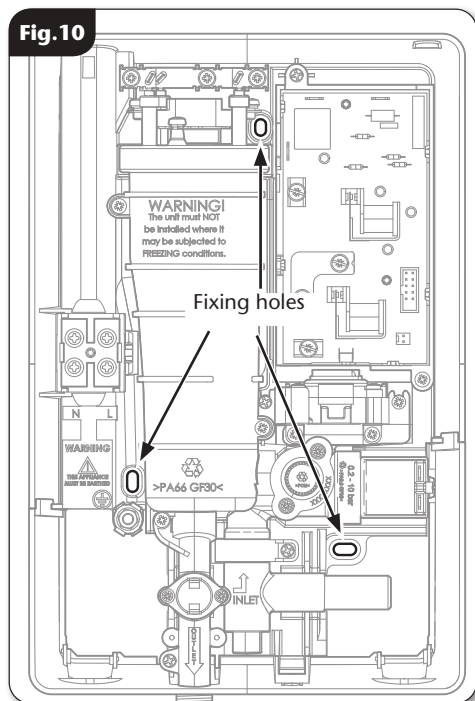 Fig.10
WARNING!
The unit must NOT
be installed where it
may be subjected to
FREEZING conditions.
Fixing holes
N L
WARNING
THIS APPLIANCE
MUST BE EARTHED
>PA66 GF30<
0.2 - 10 bar
INLET
OUTLET